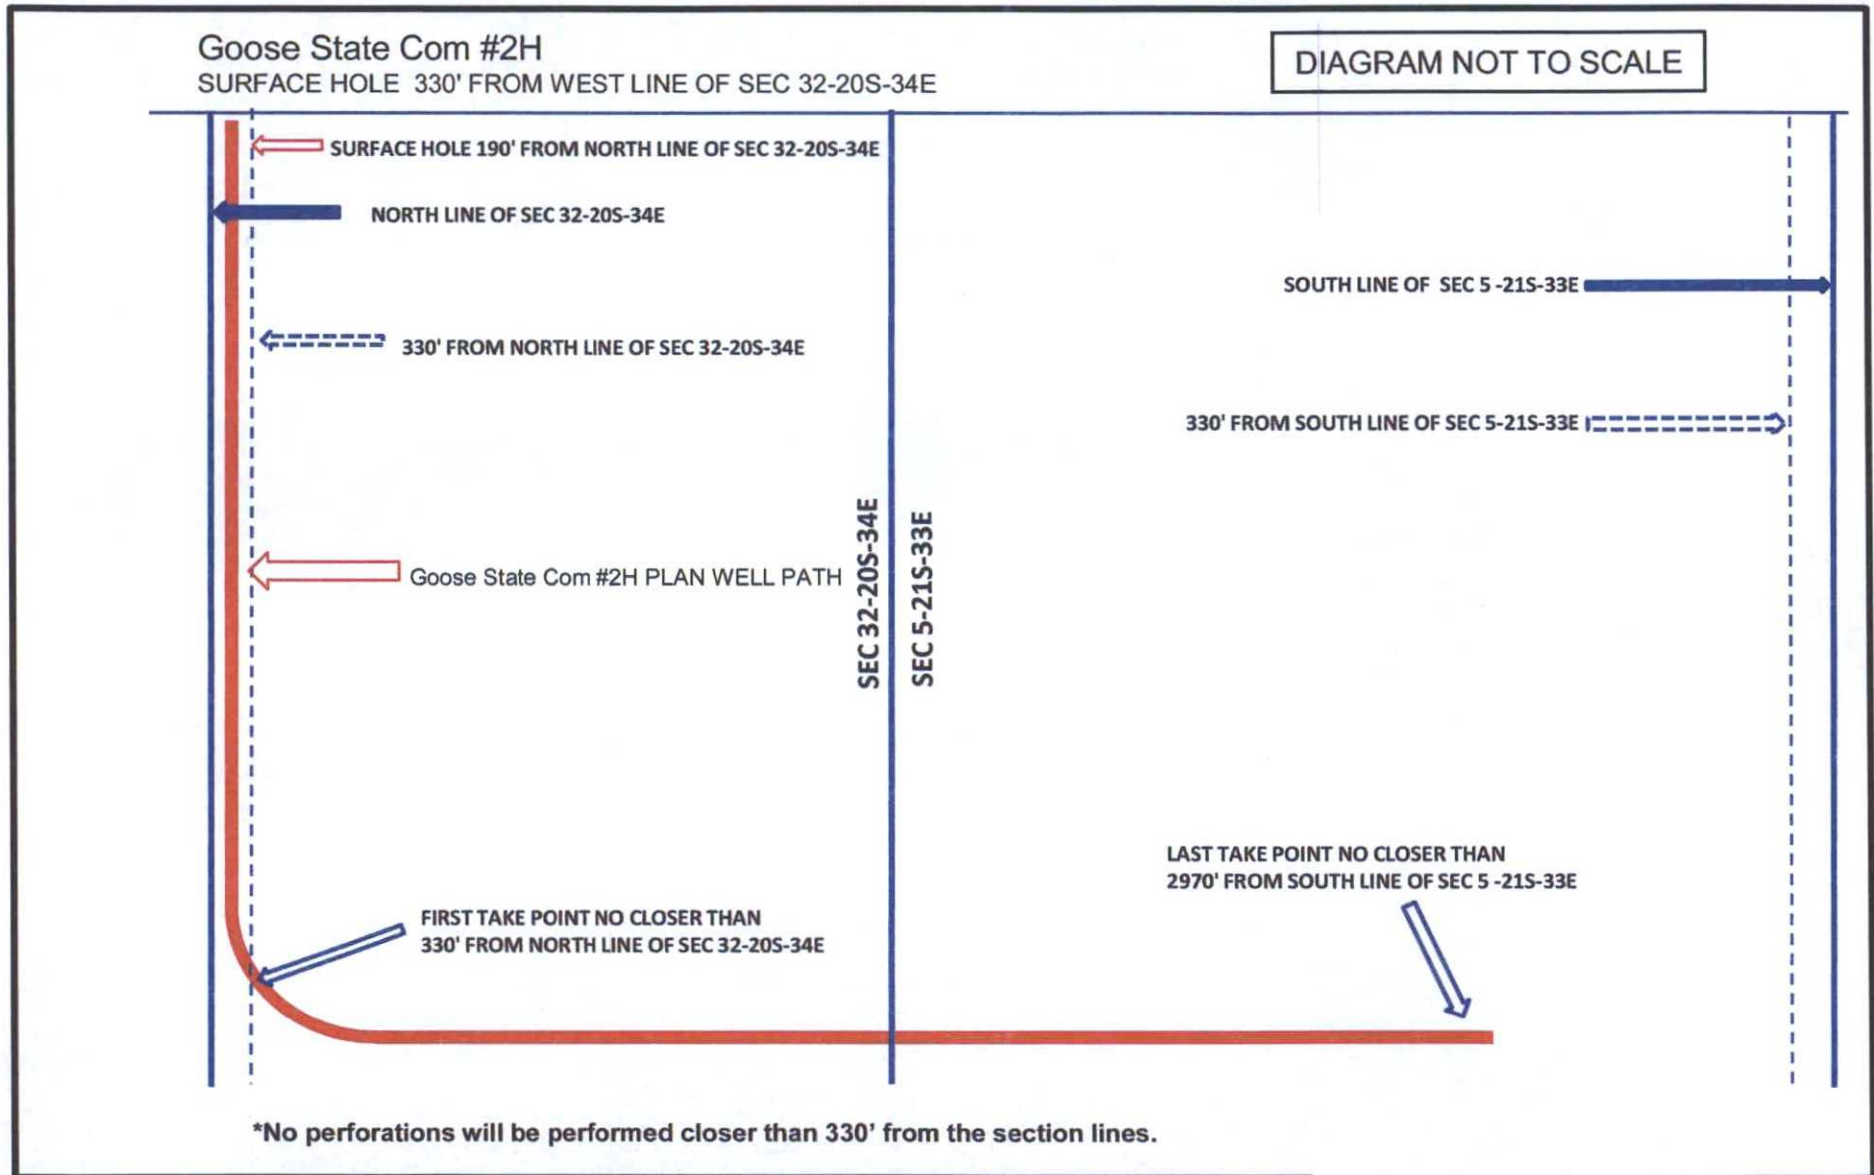 Goose State Com #2H
SURFACE HOLE 330' FROM WEST LINE OF SEC 32-20S-34E
DIAGRAM NOT TO SCALE
SURFACE HOLE 190' FROM NORTH LINE OF SEC 32-20S-34E
NORTH LINE OF SEC 32-20S-34E
SOUTH LINE OF SEC 5 -21S-33E
330' FROM NORTH LINE OF SEC 32-20S-34E
330' FROM SOUTH LINE OF SEC 5-21S-33E
SEC 32-20S-34E
SEC 5-21S-33E
Goose State Com #2H PLAN WELL PATH
LAST TAKE POINT NO CLOSER THAN
2970' FROM SOUTH LINE OF SEC 5 -21S-33E
FIRST TAKE POINT NO CLOSER THAN
330' FROM NORTH LINE OF SEC 32-20S-34E
*No perforations will be performed closer than 330' from the section lines.